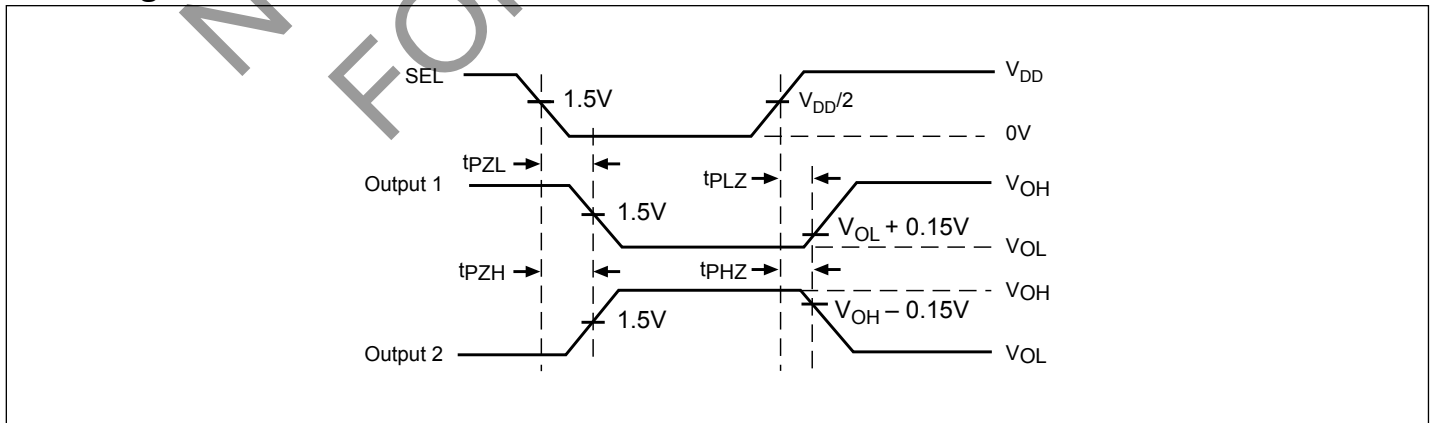 SEL
1.5V
VDD/2
VDD
0V
tPZL
tPLZ
Output 1
1.5V
VOH
VOL + 0.15V
VOL
tPZH
tPHZ
VOH
VOH – 0.15V
1.5V
Output 2
VOL